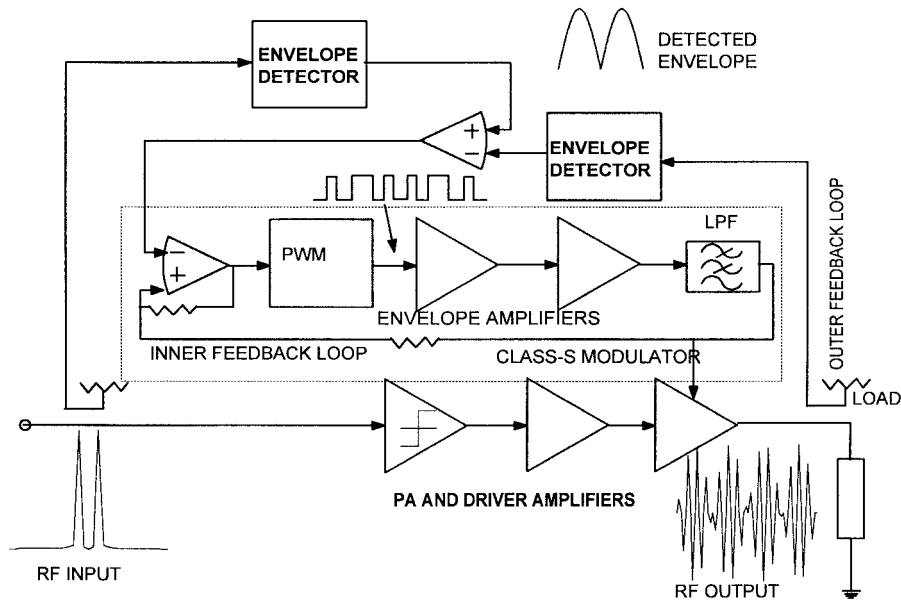 ENVELOPE
DETECTOR
DETECTED
ENVELOPE
+
−
ENVELOPE
DETECTOR
LPF
−
+
PWM
ENVELOPE AMPLIFIERS
INNER FEEDBACK LOOP
CLASS-S MODULATOR
OUTER FEEDBACK LOOP
LOAD
PA AND DRIVER AMPLIFIERS
RF INPUT
RF OUTPUT